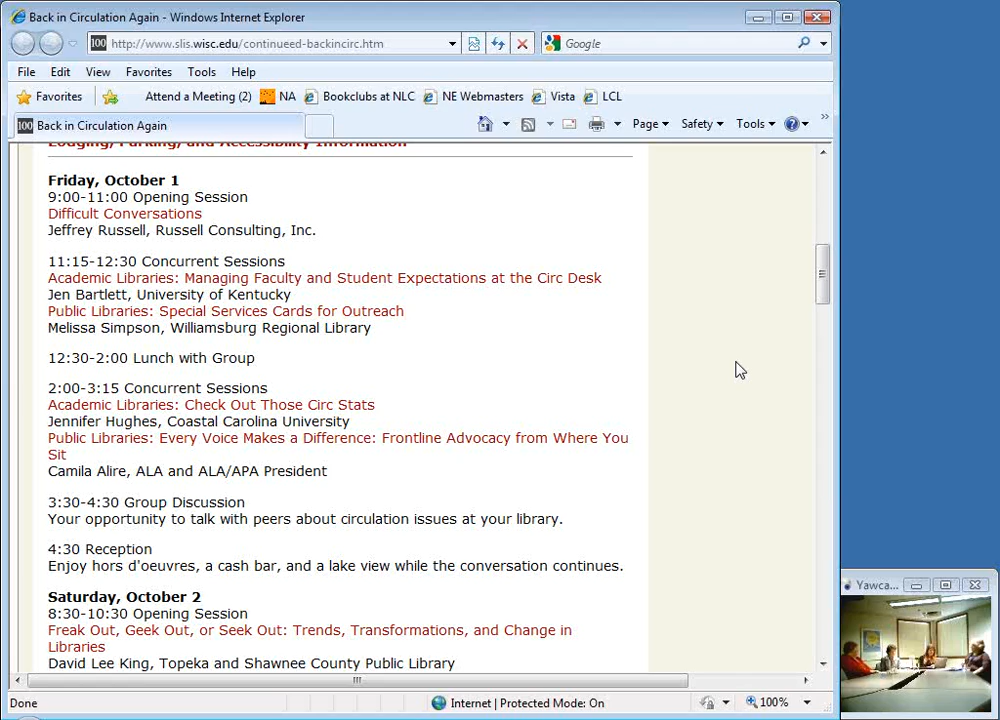 Back in Circulation Again - Windows Internet Explorer
100 http://www.slis.wisc.edu/continueed-backincirc.htm Google
File Edit View Favorites Tools Help
Favorites Attend a Meeting (2) NA Bookclubs at NLC NE Webmasters Vista LCL
100 Back in Circulation Again Page Safety Tools
Lodging, Parking, and Accessibility Information
Friday, October 1
9:00-11:00 Opening Session
Difficult Conversations
Jeffrey Russell, Russell Consulting, Inc.
11:15-12:30 Concurrent Sessions
Academic Libraries: Managing Faculty and Student Expectations at the Circ Desk
Jen Bartlett, University of Kentucky
Public Libraries: Special Services Cards for Outreach
Melissa Simpson, Williamsburg Regional Library
12:30-2:00 Lunch with Group
2:00-3:15 Concurrent Sessions
Academic Libraries: Check Out Those Circ Stats
Jennifer Hughes, Coastal Carolina University
Public Libraries: Every Voice Makes a Difference: Frontline Advocacy from Where You
Sit
Camila Alire, ALA and ALA/APA President
3:30-4:30 Group Discussion
Your opportunity to talk with peers about circulation issues at your library.
4:30 Reception
Enjoy hors d'oeuvres, a cash bar, and a lake view while the conversation continues.
Yawca...
Saturday, October 2
8:30-10:30 Opening Session
Freak Out, Geek Out, or Seek Out: Trends, Transformations, and Change in
Libraries
David Lee King, Topeka and Shawnee County Public Library
Done Internet | Protected Mode: On 100%